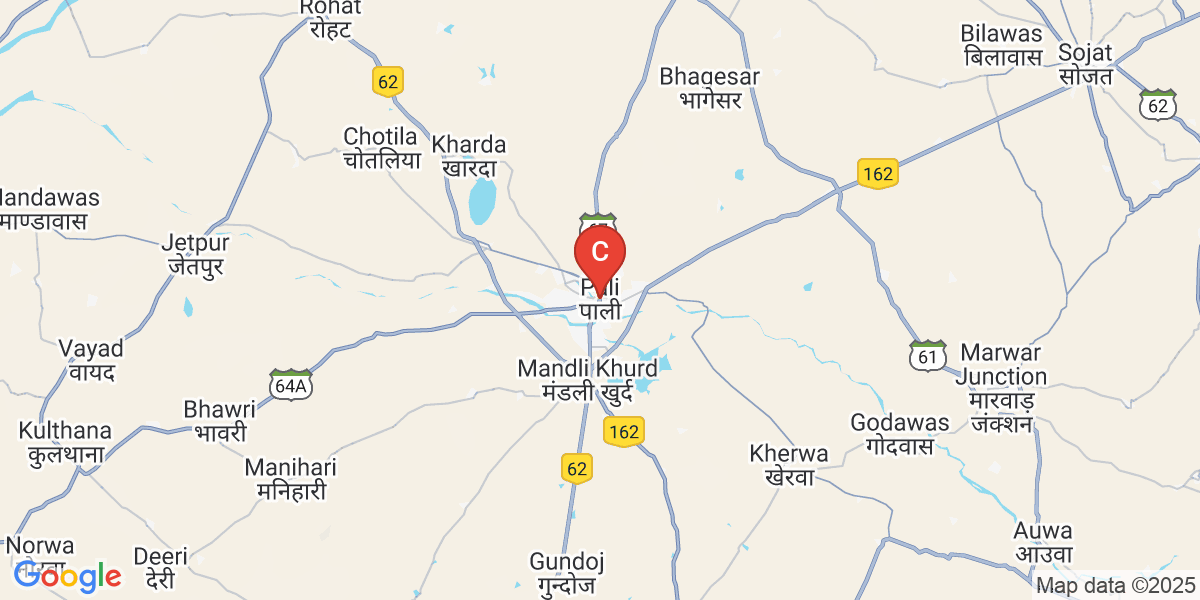 Rohat
रोहट
Bilawas
बिलावास
Sojat
सोजत
62
Bhagesar
भागेसर
62
Chotila
चोतलिया
Kharda
खारदा
162
andawas
माण्डावास
Jetpur
जेतपुर
C
पाली
Vayad
वायद
61
Marwar
Junction
मारवाड़
जंक्शन
Mandli Khurd
मंडली खुर्द
64A
Bhawri
भावरी
Kulthana
कुलथाना
162
Godawas
गोदवास
Manihari
मनिहारी
62
Kherwa
खेरवा
Auwa
आउवा
Norwa
Deeri
देरी
Gundoj
गुन्दोज
Google
Map data ©2025